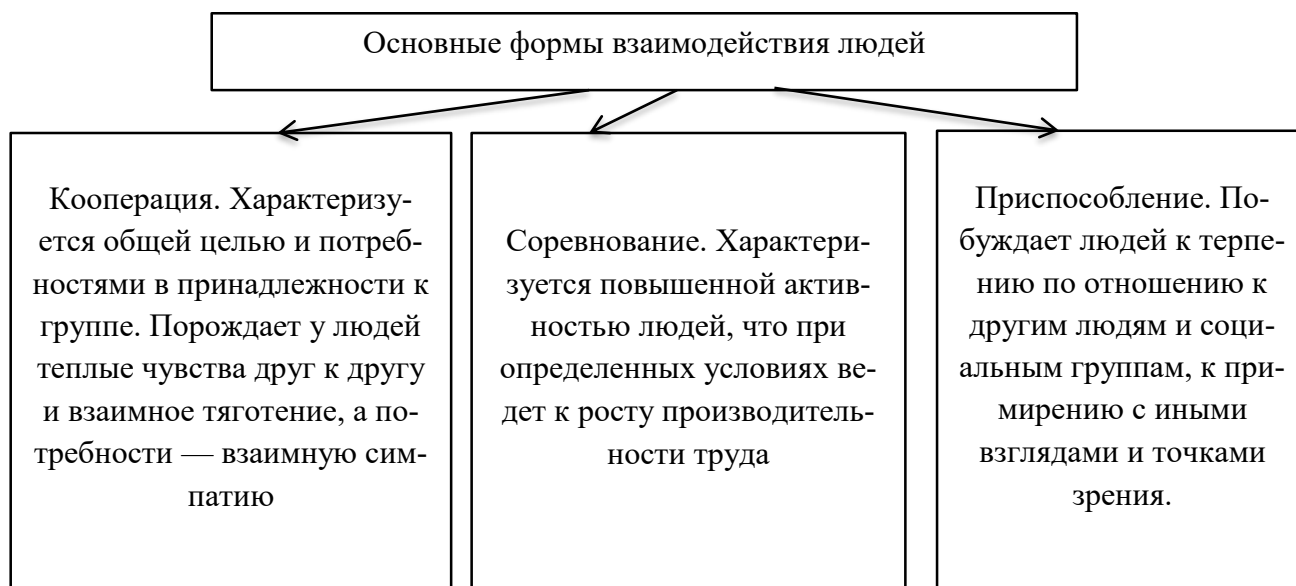 Основные формы взаимодействия людей
Кооперация. Характеризу-
ется общей целью и потреб-
ностями в принадлежности к
группе. Порождает у людей
теплые чувства друг к другу
и взаимное тяготение, а по-
требности — взаимную сим-
патию
Соревнование. Характери-
зуется повышенной актив-
ностью людей, что при
определенных условиях ве-
дет к росту производитель-
ности труда
Приспособление. По-
буждает людей к терпе-
нию по отношению к
другим людям и соци-
альным группам, к при-
мирению с иными
взглядами и точками
зрения.